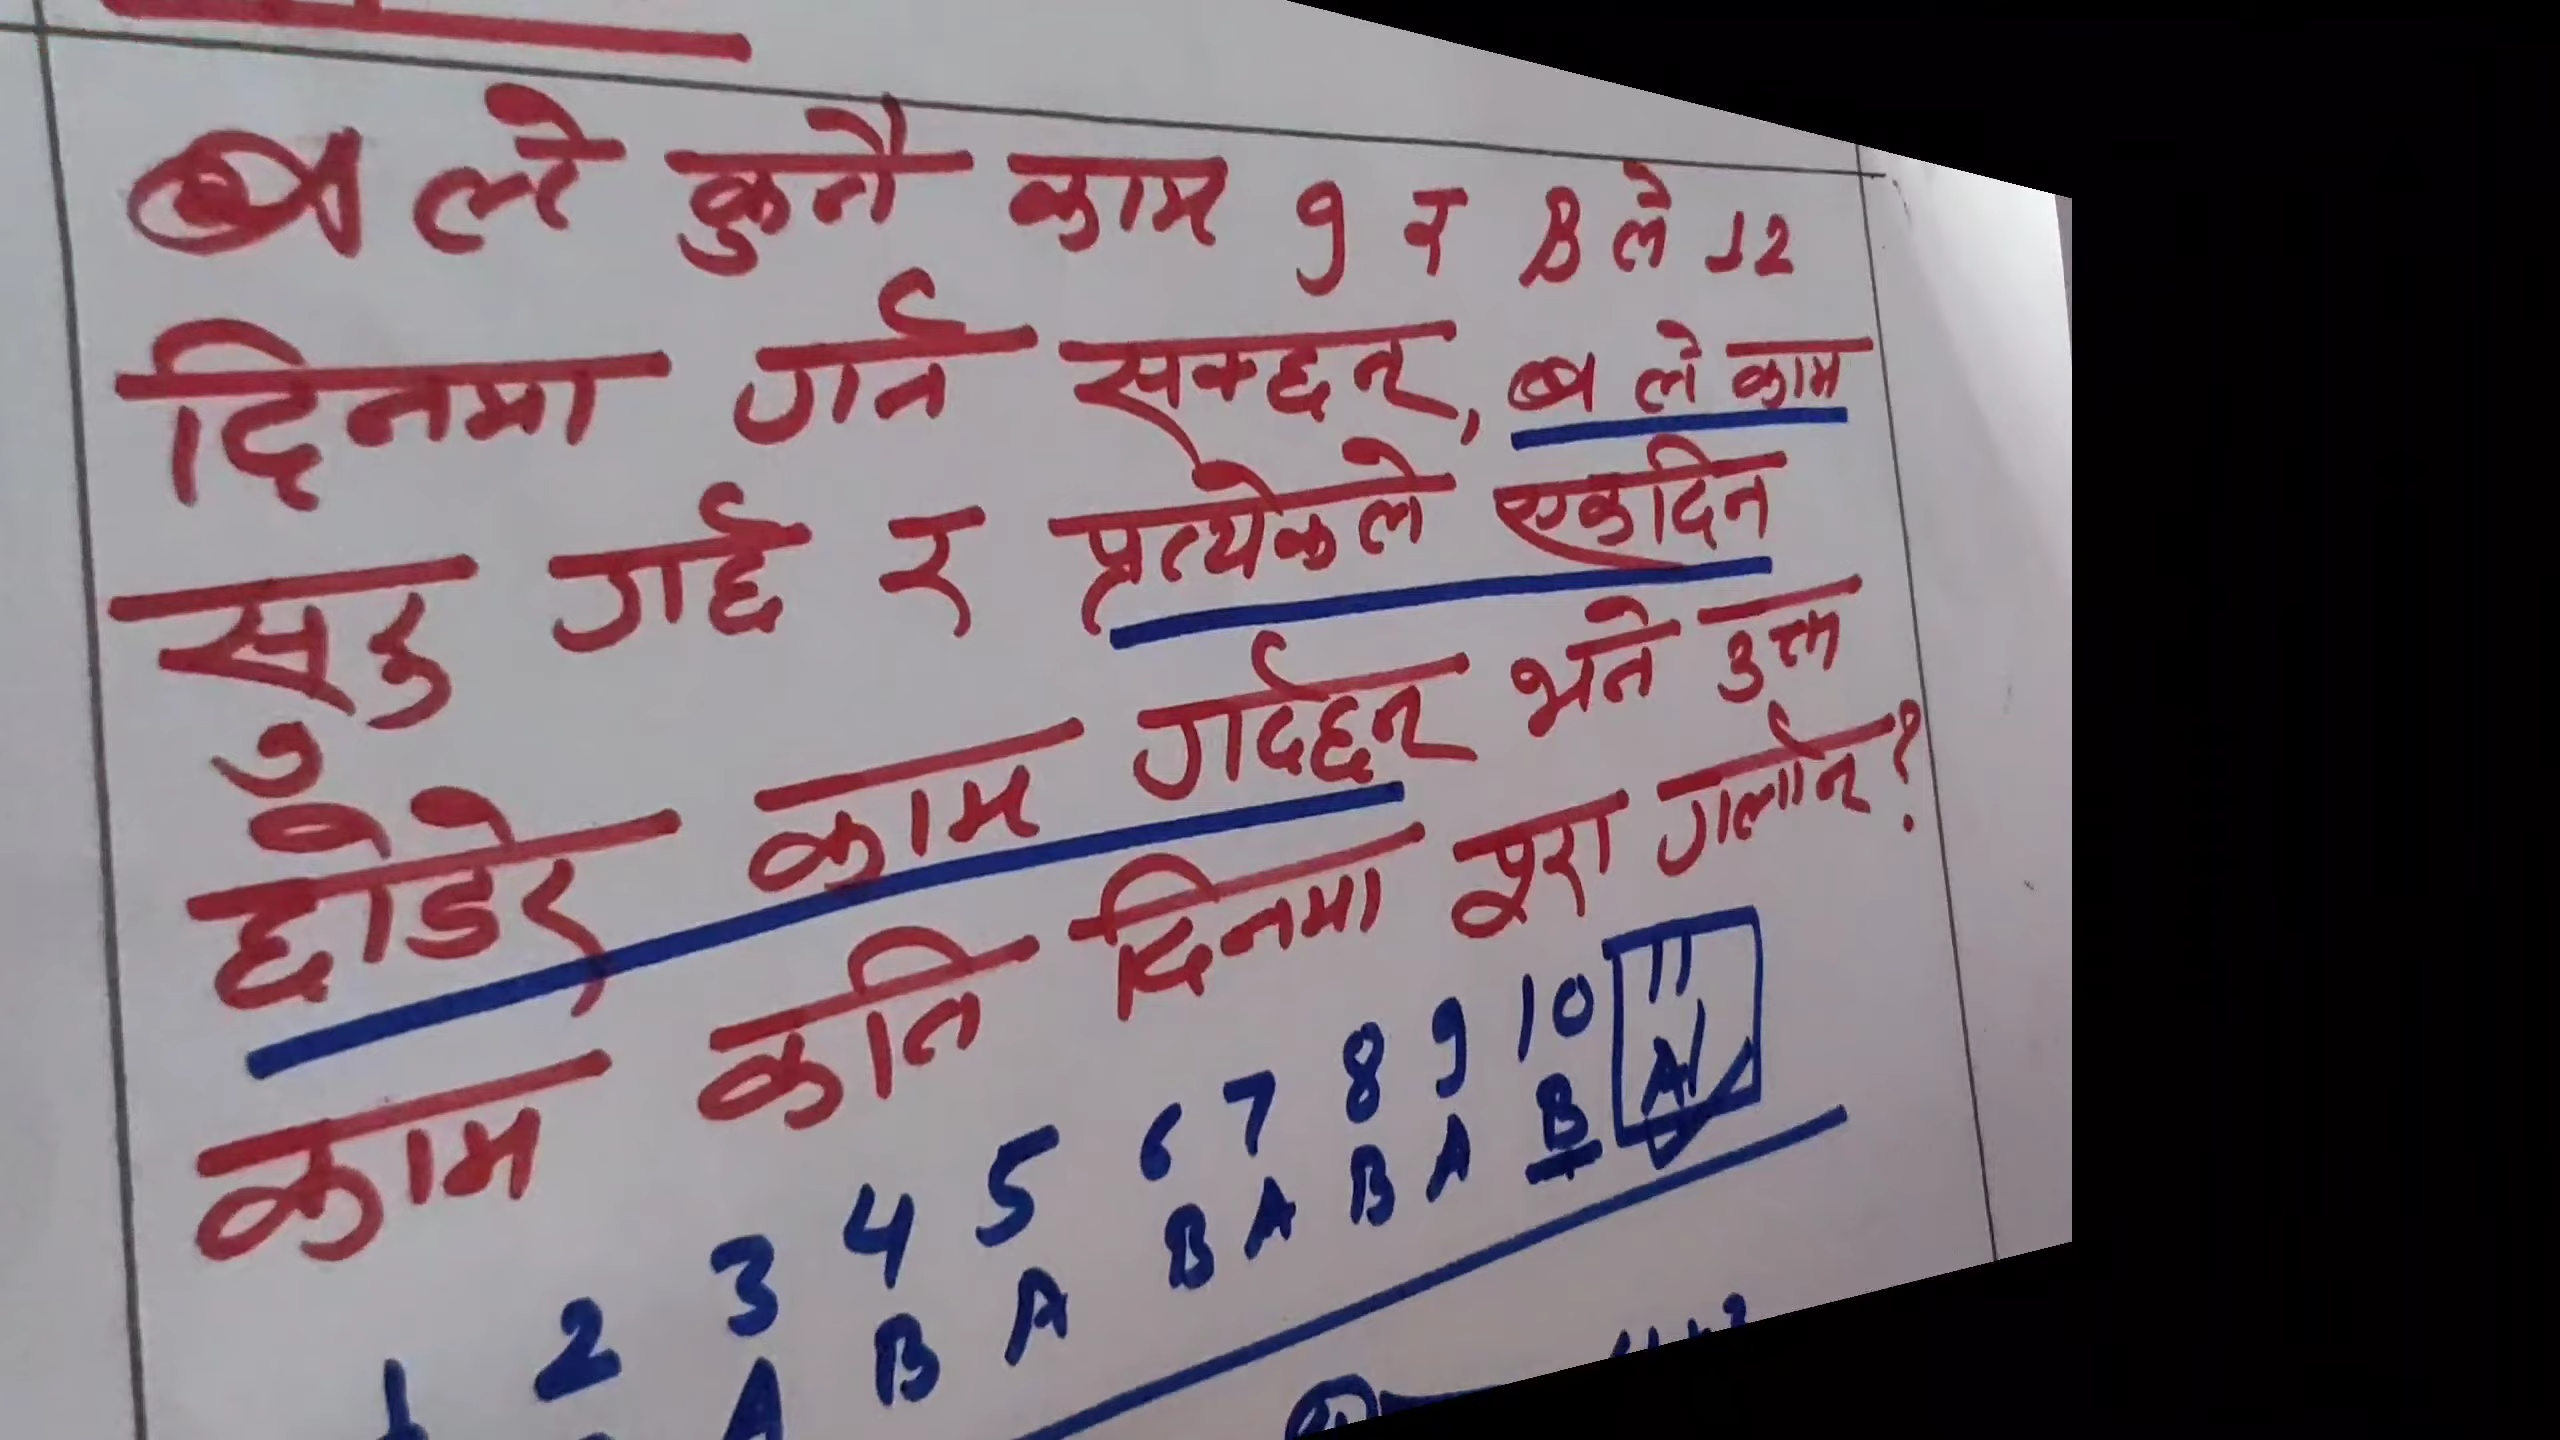 ले कुनै काम 9 र B ले 12
दिनमा गर्न सक्छन्, ले काम
सुरु गर्छ र प्रत्येकले एकदिन
छोडेर काम गर्दछन् भने उक्त
काम कति दिनमा पूरा गर्लान्?
1 2 3 4 5 6 7 8 9 10 11
A B A B A B A B A